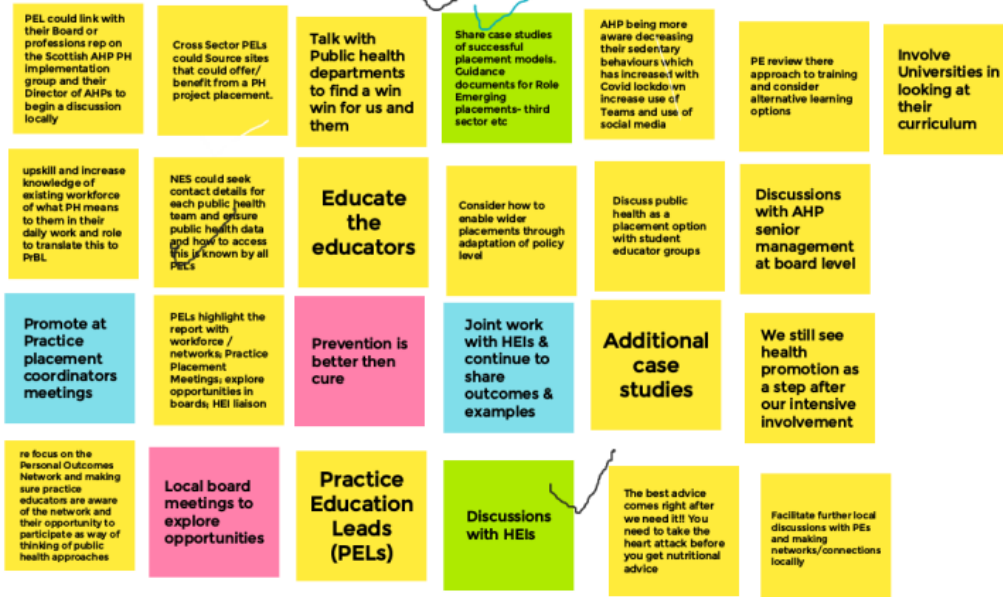 PEL could link with
their Board or
professions rep on
the Scottish AHP PH
implementation
group and their
Director of AHPs to
begin a discussion
locally
Cross Sector PELs
could Source sites
that could offer/
benefit from a PH
project placement.
Talk with
Public health
departments
to find a win
win for us and
them
Share case studies
of successful
placement models.
Guidance
documents for Role
Emerging
placements- third
sector etc
AHP being more
aware decreasing
their sedentary
behaviours which
has increased with
Covid lockdown
increase use of
Teams and use of
social media
PE review there
approach to training
and consider
alternative learning
options
Involve
Universities in
looking at
their
curriculum
upskill and increase
knowledge of
existing workforce
of what PH means
to them in their
daily work and role
to translate this to
PrBL
NES could seek
contact details for
each public health
team and ensure
public health data
and how to access
this is known by all
PELs
Educate
the
educators
Consider how to
enable wider
placements through
adaptation of policy
level
Discuss public
health as a
placement option
with student
educator groups
Discussions
with AHP
senior
management
at board level
Promote at
Practice
placement
coordinators
meetings
PELs highlight the
report with
workforce /
networks; Practice
Placement
Meetings; explore
opportunities in
boards; HEI liaison
Prevention is
better then
cure
Joint work
with HEIs &
continue to
share
outcomes &
examples
Additional
case
studies
We still see
health
promotion as
a step after
our intensive
involvement
re focus on the
Personal Outcomes
Network and making
sure practice
educators are aware
of the network and
their opportunity to
participate as way of
thinking of public
health approaches
Local board
meetings to
explore
opportunities
Practice
Education
Leads
(PELs)
Discussions
with HEIs
The best advice
comes right after
we need it!! You
need to take the
heart attack before
you get nutritional
advice
Facilitate further local
discussions with PEs
and making
networks/connections
locallly